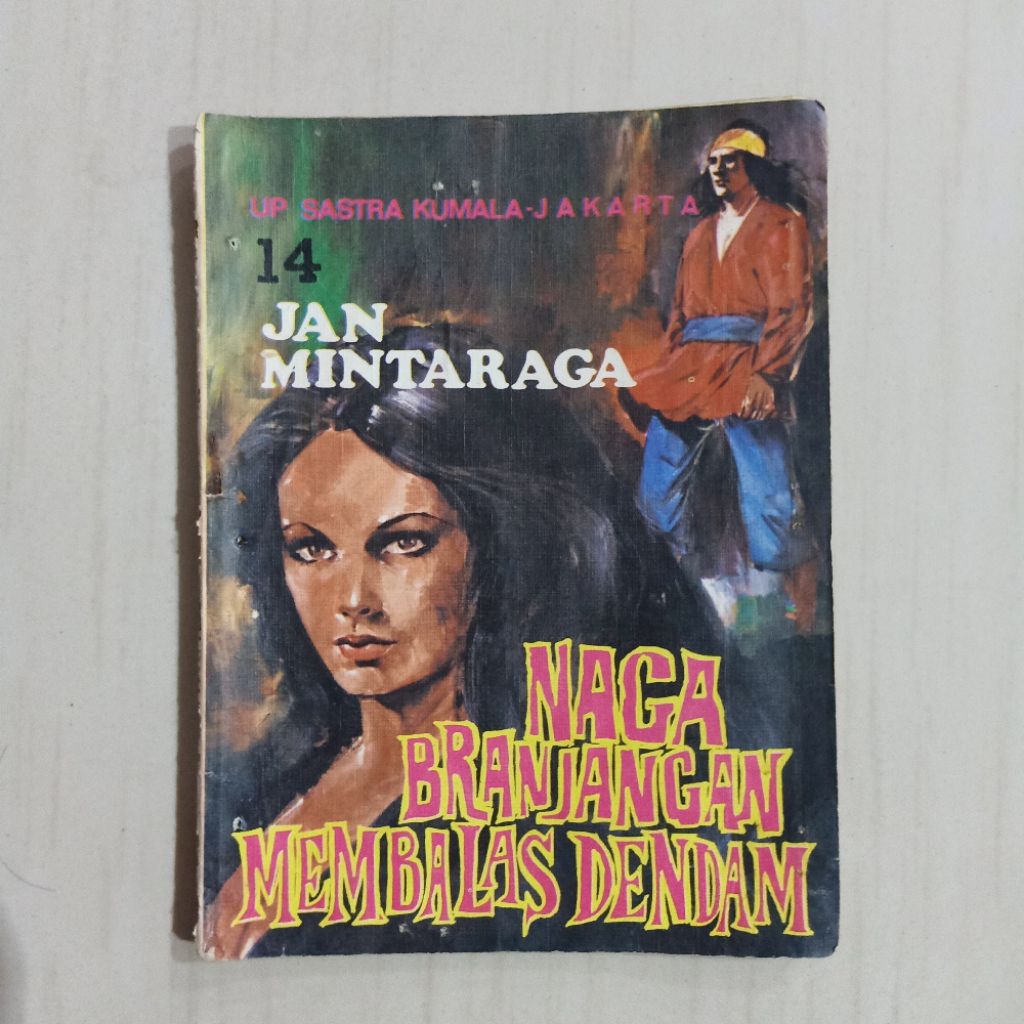 UP SASTRA KUMALA-JAKARTA
14
JAN
MINTARAGA
NAGA
BRANJANGAN
MEMBALAS DENDAM